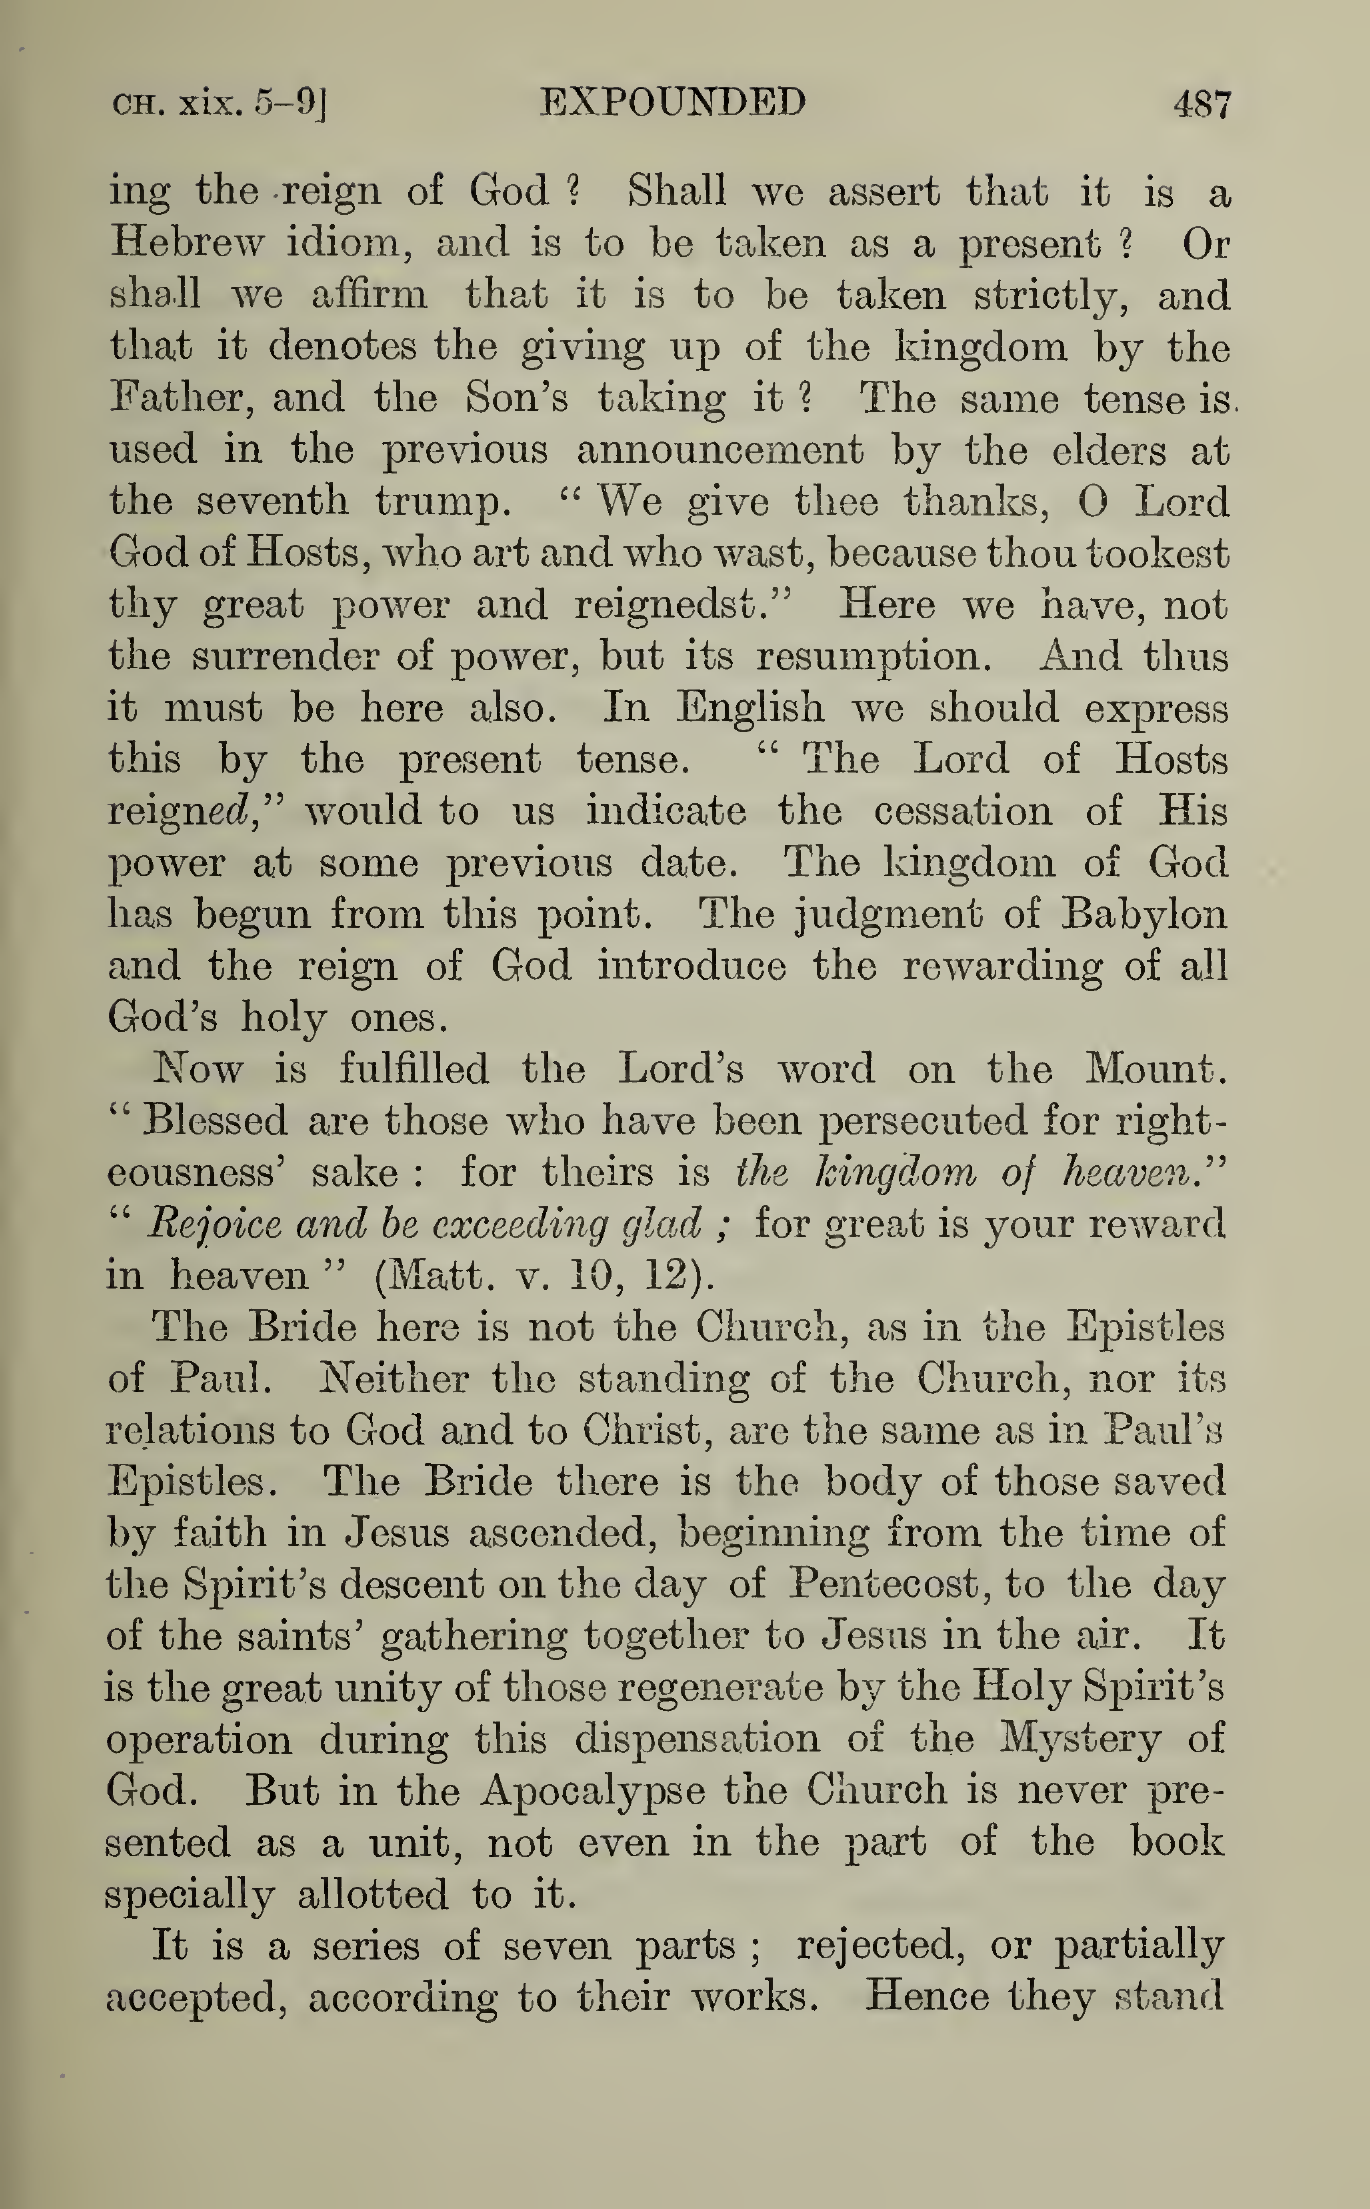 CH. xix. 5–9] EXPOUNDED 487
ing the reign of God ? Shall we assert that it is a
Hebrew idiom, and is to be taken as a present ? Or
shall we affirm that it is to be taken strictly, and
that it denotes the giving up of the kingdom by the
Father, and the Son’s taking it ? The same tense is
used in the previous announcement by the elders at
the seventh trump. “ We give thee thanks, O Lord
God of Hosts, who art and who wast, because thou tookest
thy great power and reignedst.” Here we have, not
the surrender of power, but its resumption. And thus
it must be here also. In English we should express
this by the present tense. “ The Lord of Hosts
reigned,” would to us indicate the cessation of His
power at some previous date. The kingdom of God
has begun from this point. The judgment of Babylon
and the reign of God introduce the rewarding of all
God’s holy ones.
Now is fulfilled the Lord’s word on the Mount.
“ Blessed are those who have been persecuted for right-
eousness’ sake : for theirs is the kingdom of heaven.”
“ Rejoice and be exceeding glad ; for great is your reward
in heaven ” (Matt. v. 10, 12).
The Bride here is not the Church, as in the Epistles
of Paul. Neither the standing of the Church, nor its
relations to God and to Christ, are the same as in Paul’s
Epistles. The Bride there is the body of those saved
by faith in Jesus ascended, beginning from the time of
the Spirit’s descent on the day of Pentecost, to the day
of the saints’ gathering together to Jesus in the air. It
is the great unity of those regenerate by the Holy Spirit’s
operation during this dispensation of the Mystery of
God. But in the Apocalypse the Church is never pre-
sented as a unit, not even in the part of the book
specially allotted to it.
It is a series of seven parts ; rejected, or partially
accepted, according to their works. Hence they stand